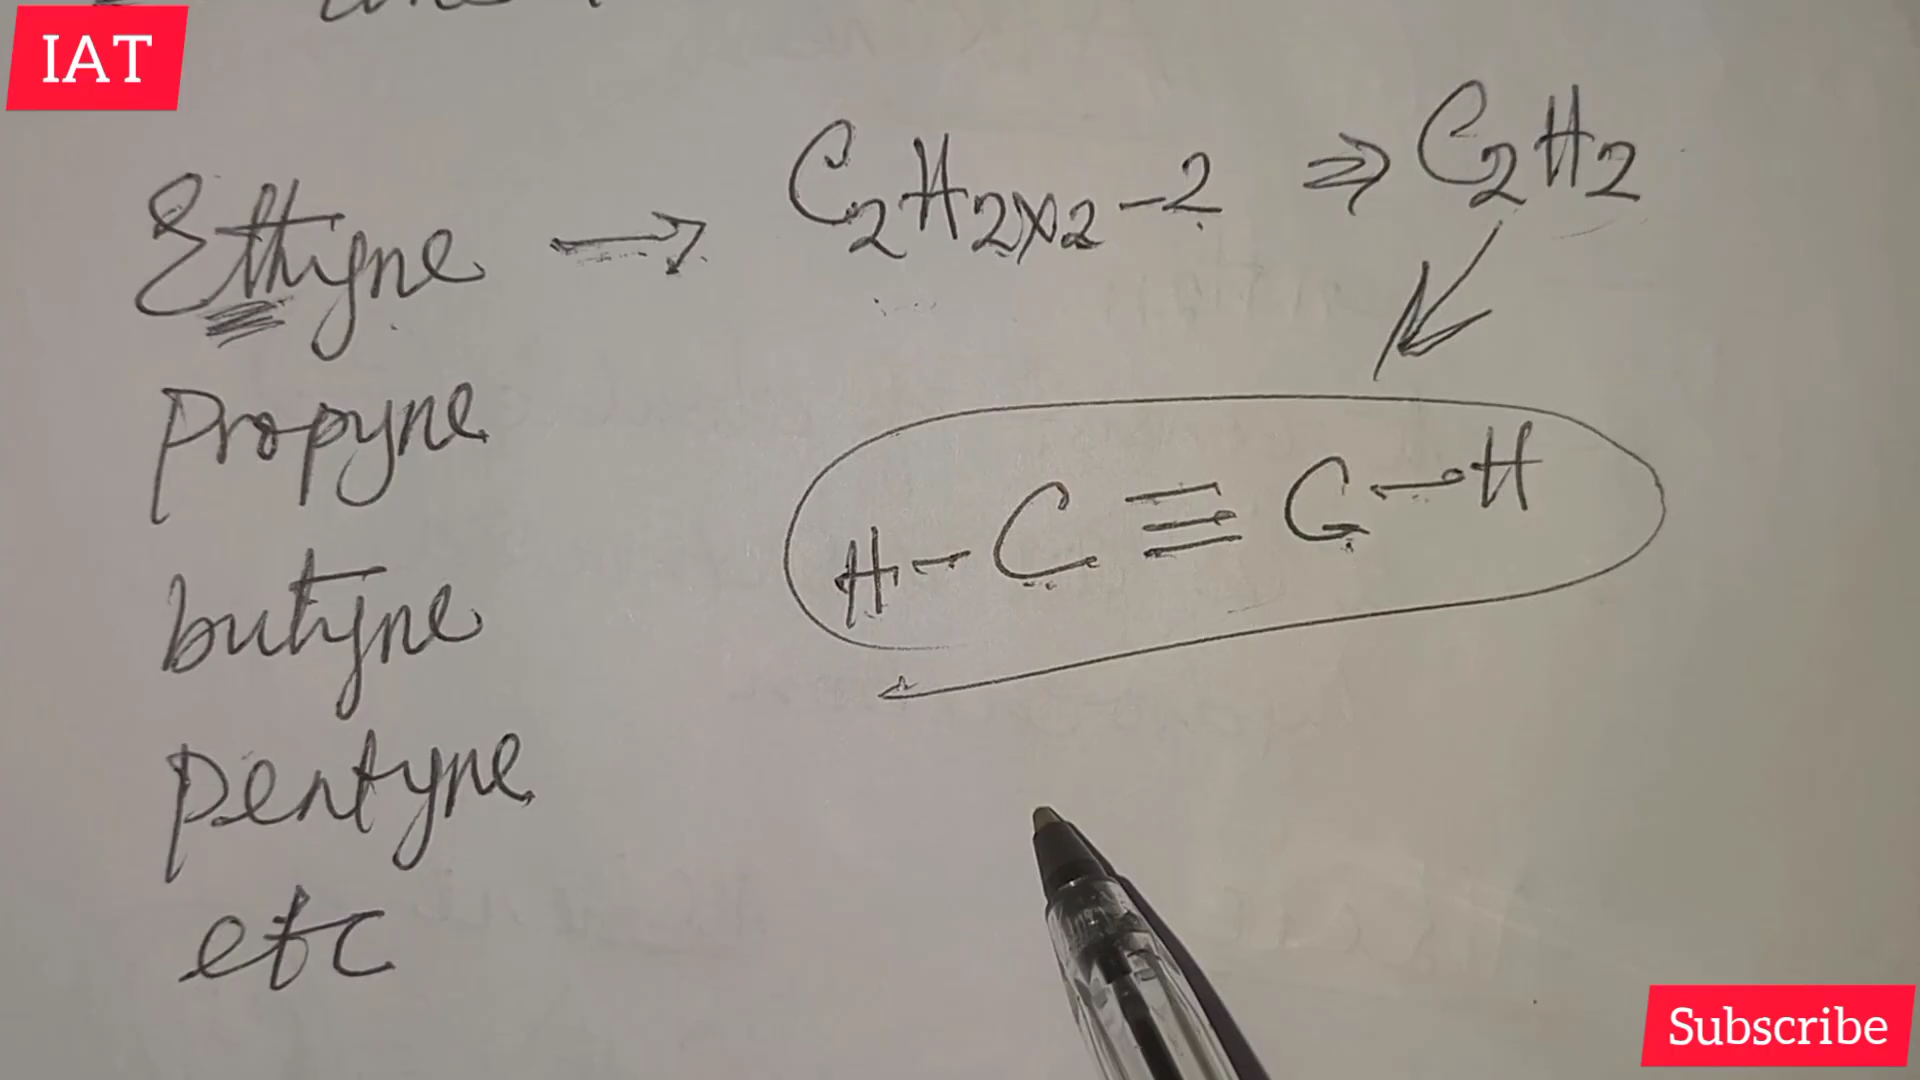 IAT
Ethyne → C₂H₂ₓ₂₋₂ ⇒ C₂H₂
H-C≡C-H
Propyne
butyne
Pentyne
etc
Subscribe